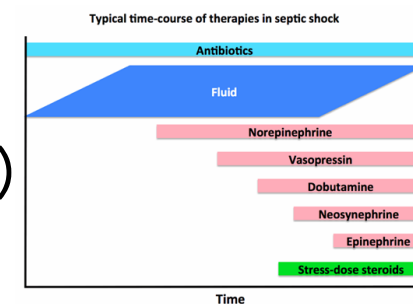 Typical time-course of therapies in septic shock
Antibiotics
Fluid
Norepinephrine
Vasopressin
Dobutamine
Neosynephrine
Epinephrine
Stress-dose steroids
Time